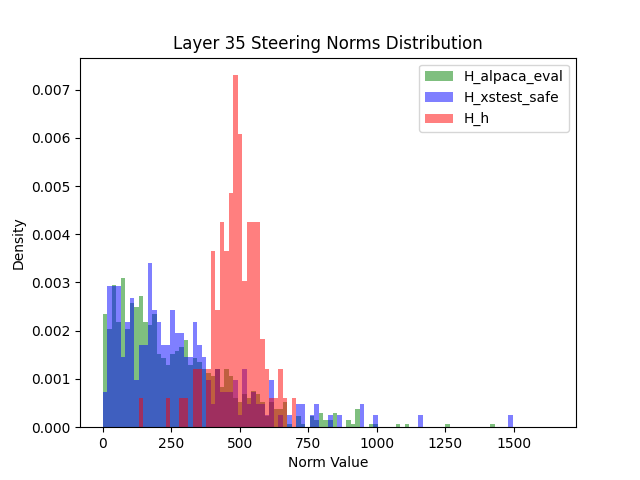 Layer 35 Steering Norms Distribution
H_alpaca_eval
H_xstest_safe
H_h
0.007
0.006
0.005
0.004
0.003
0.002
0.001
0.000
Density
0
250
500
750
1000
1250
1500
Norm Value